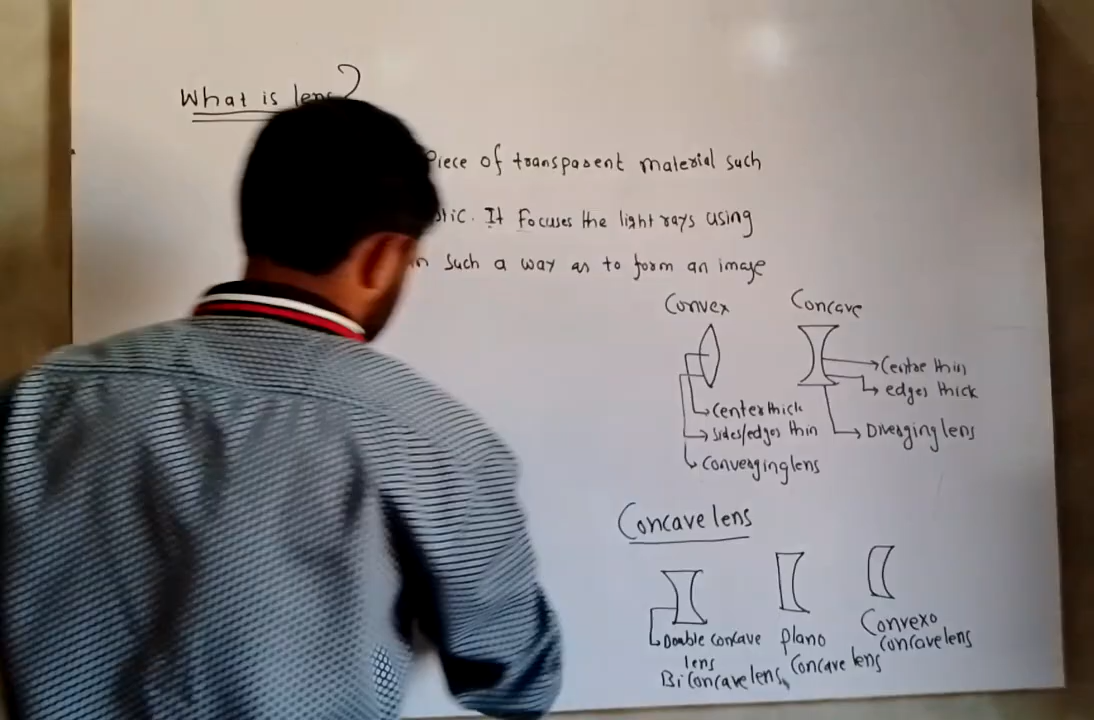 What is lens?
Piece of transparent material such
It Focuses the light rays using
such a way as to form an image
Convex
Concave
Centre thin
edges thick
Center thick
Sides/edges thin
Diverging lens
Converging lens
Concave lens
Double concave
lens
Biconcave lens
plano
Concave lens
Convexo
Concave lens